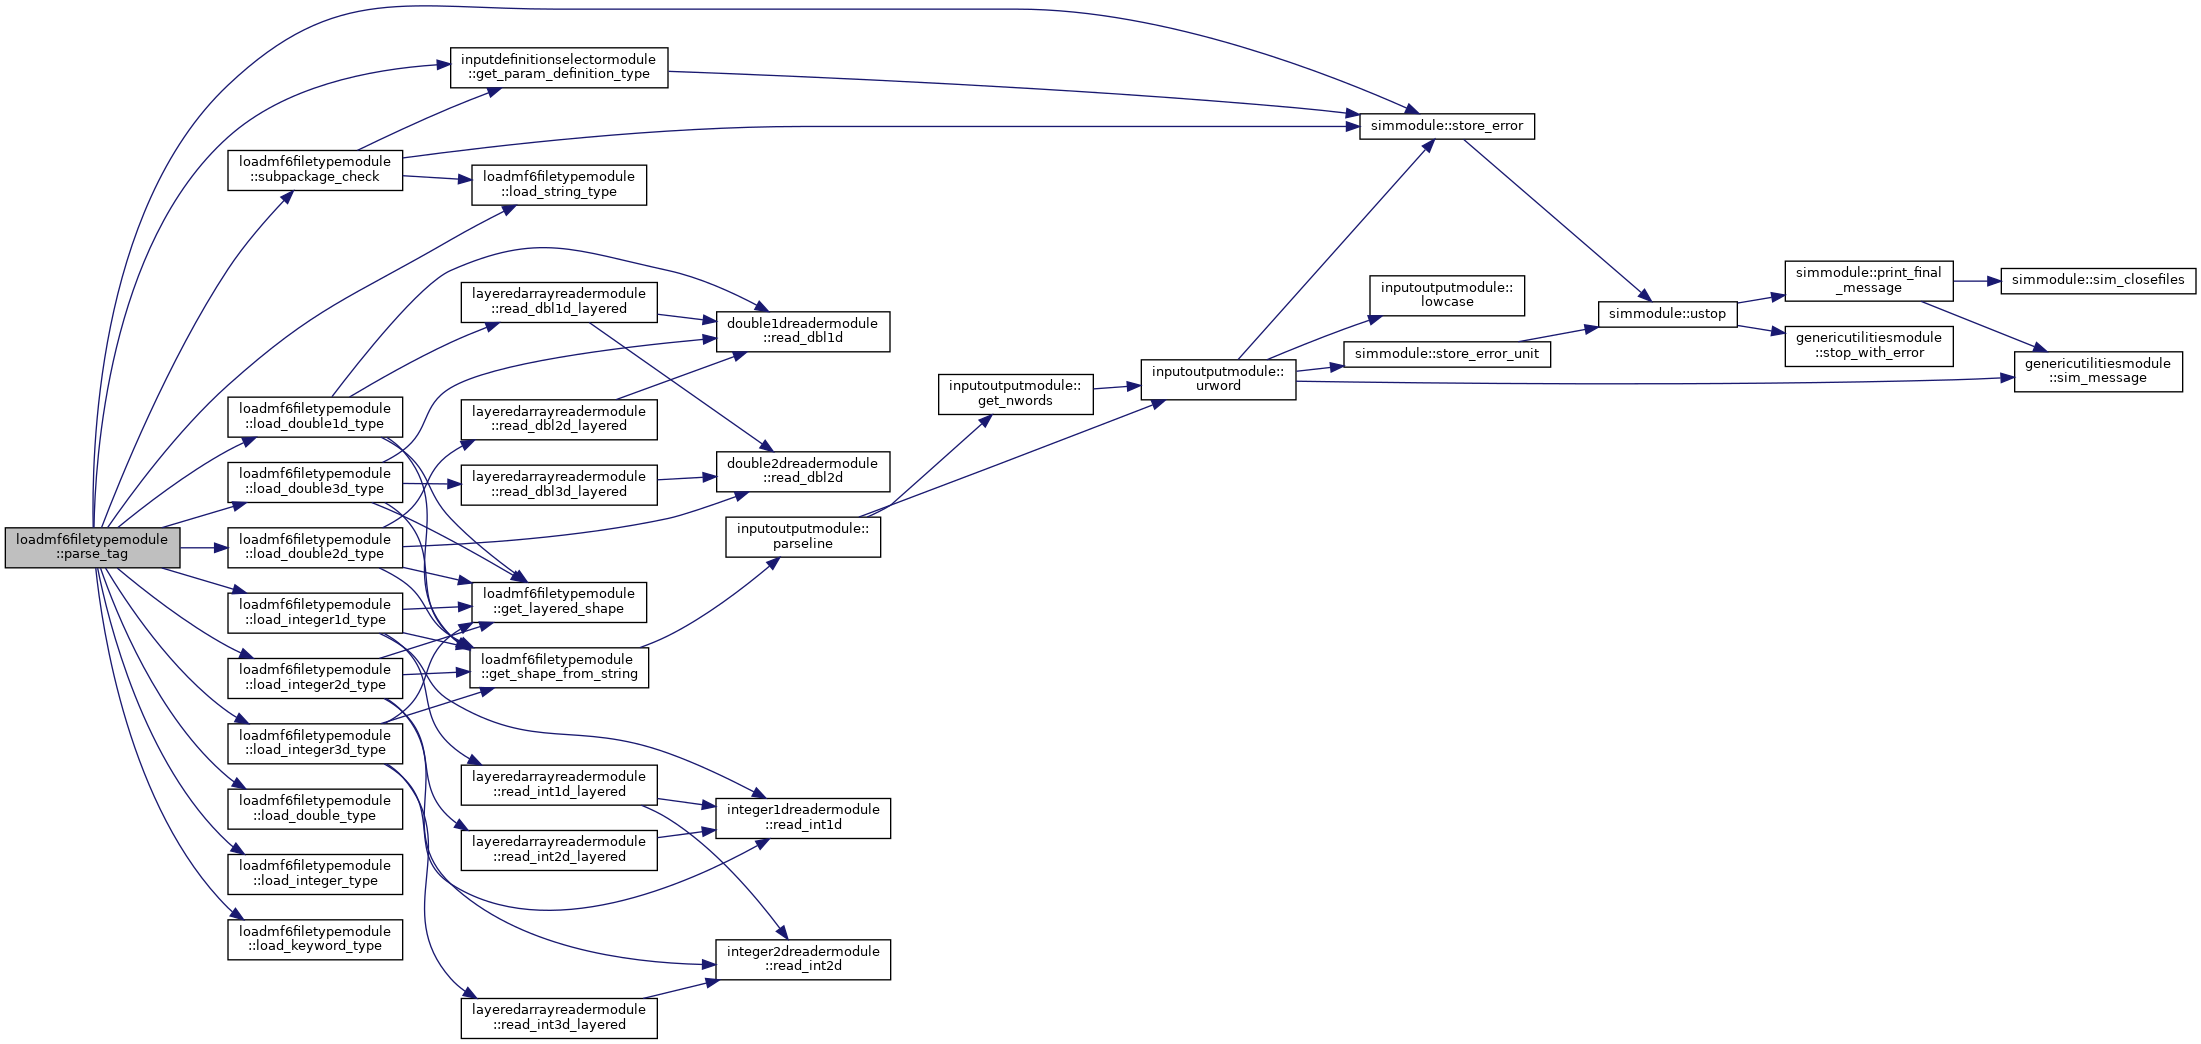 loadmf6filetypemodule
::parse_tag
inputdefinitionselectormodule
::get_param_definition_type
loadmf6filetypemodule
::subpackage_check
loadmf6filetypemodule
::load_string_type
loadmf6filetypemodule
::load_double1d_type
loadmf6filetypemodule
::load_double3d_type
loadmf6filetypemodule
::load_double2d_type
loadmf6filetypemodule
::load_integer1d_type
loadmf6filetypemodule
::load_integer2d_type
loadmf6filetypemodule
::load_integer3d_type
loadmf6filetypemodule
::load_double_type
loadmf6filetypemodule
::load_integer_type
loadmf6filetypemodule
::load_keyword_type
layeredarrayreadermodule
::read_dbl1d_layered
layeredarrayreadermodule
::read_dbl2d_layered
layeredarrayreadermodule
::read_dbl3d_layered
loadmf6filetypemodule
::get_layered_shape
loadmf6filetypemodule
::get_shape_from_string
layeredarrayreadermodule
::read_int1d_layered
layeredarrayreadermodule
::read_int2d_layered
layeredarrayreadermodule
::read_int3d_layered
double1dreadermodule
::read_dbl1d
double2dreadermodule
::read_dbl2d
inputoutputmodule::
parseline
integer1dreadermodule
::read_int1d
integer2dreadermodule
::read_int2d
inputoutputmodule::
get_nwords
inputoutputmodule::
urword
simmodule::store_error
inputoutputmodule::
lowcase
simmodule::store_error_unit
simmodule::ustop
simmodule::print_final
_message
genericutilitiesmodule
::stop_with_error
simmodule::sim_closefiles
genericutilitiesmodule
::sim_message